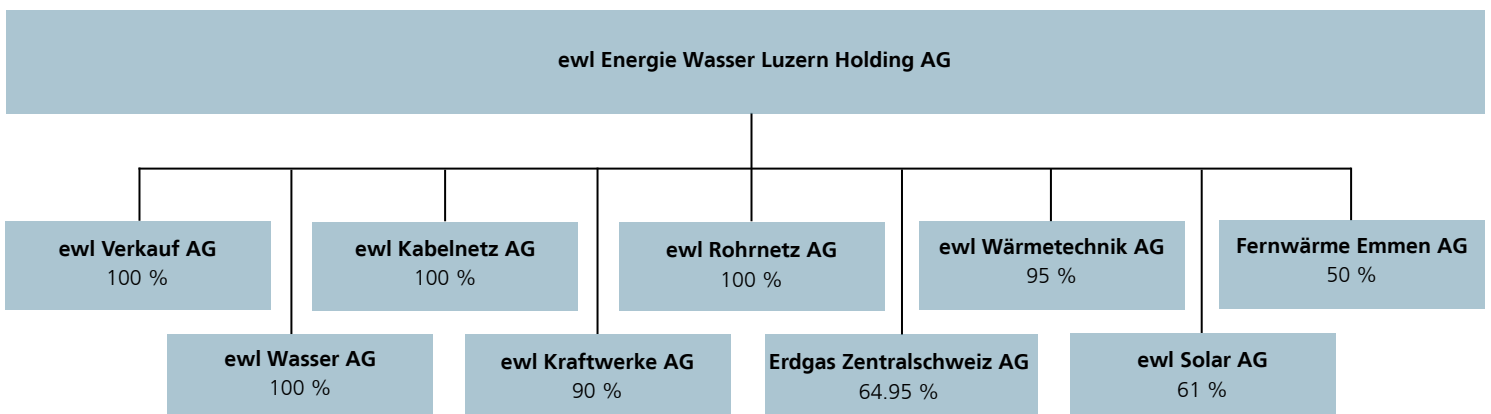 ewl Energie Wasser Luzern Holding AG
ewl Verkauf AG
100 %
ewl Kabelnetz AG
100 %
ewl Rohrnetz AG
100 %
ewl Wärmetechnik AG
95 %
Fernwärme Emmen AG
50 %
ewl Wasser AG
100 %
ewl Kraftwerke AG
90 %
Erdgas Zentralschweiz AG
64.95 %
ewl Solar AG
61 %